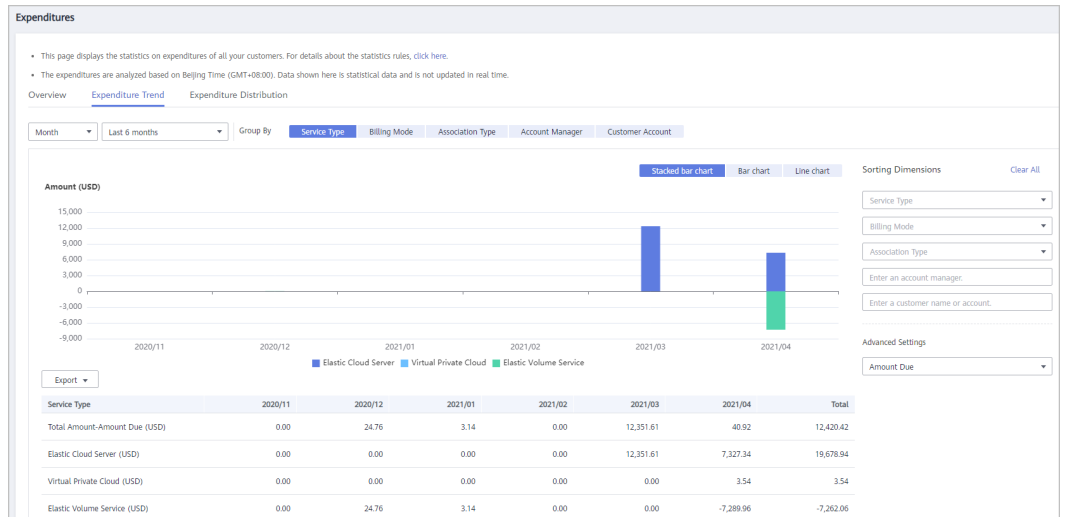 Expenditures
• This page displays the statistics on expenditures of all your customers. For details about the statistics rules, click here.
• The expenditures are analyzed based on Beijing Time (GMT+08:00). Data shown here is statistical data and is not updated in real time.
Overview Expenditure Trend Expenditure Distribution
Month Last 6 months Group By Service Type Billing Mode Association Type Account Manager Customer Account
Stacked bar chart Bar chart Line chart Sorting Dimensions Clear All
Amount (USD)
Service Type
15,000
12,000
Billing Mode
9,000
6,000
Association Type
3,000
Enter an account manager.
0
-3,000
Enter a customer name or account.
-6,000
-9,000
2020/11 2020/12 2021/01 2021/02 2021/03 2021/04
Advanced Settings
Elastic Cloud Server Virtual Private Cloud Elastic Volume Service
Amount Due
Export
Service Type 2020/11 2020/12 2021/01 2021/02 2021/03 2021/04 Total
Total Amount-Amount Due (USD) 0.00 24.76 3.14 0.00 12,351.61 40.92 12,420.42
Elastic Cloud Server (USD) 0.00 0.00 0.00 0.00 12,351.61 7,327.34 19,678.94
Virtual Private Cloud (USD) 0.00 0.00 0.00 0.00 0.00 3.54 3.54
Elastic Volume Service (USD) 0.00 24.76 3.14 0.00 0.00 -7,289.96 -7,262.06